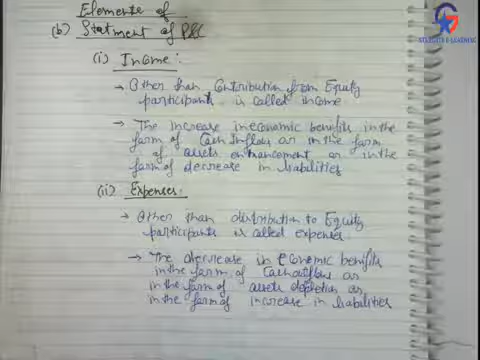 Elements of
(b) Statment of P&L
(i) Income:
→ Other than Contribution from Equity
participants is called income
→ The increase in economic benefits in the
form of Cash Inflows or in the form
of assets enhancement or in the
form of decrease in liabilities
(ii) Expenses:
→ Other than distribution to Equity
participants is called expenses.
→ The decrease in economic benefits
in the form of Cash outflows or
in the form of assets depletion or
in the form of increase in liabilities